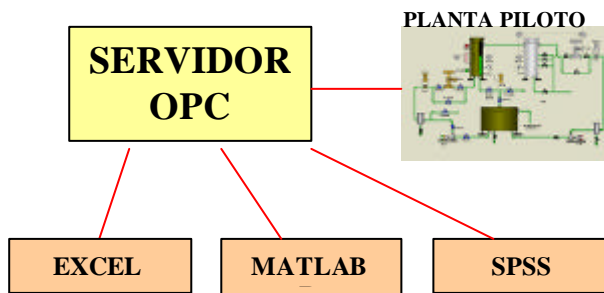 PLANTA PILOTO
SERVIDOR
OPC
EXCEL
MATLAB
SPSS